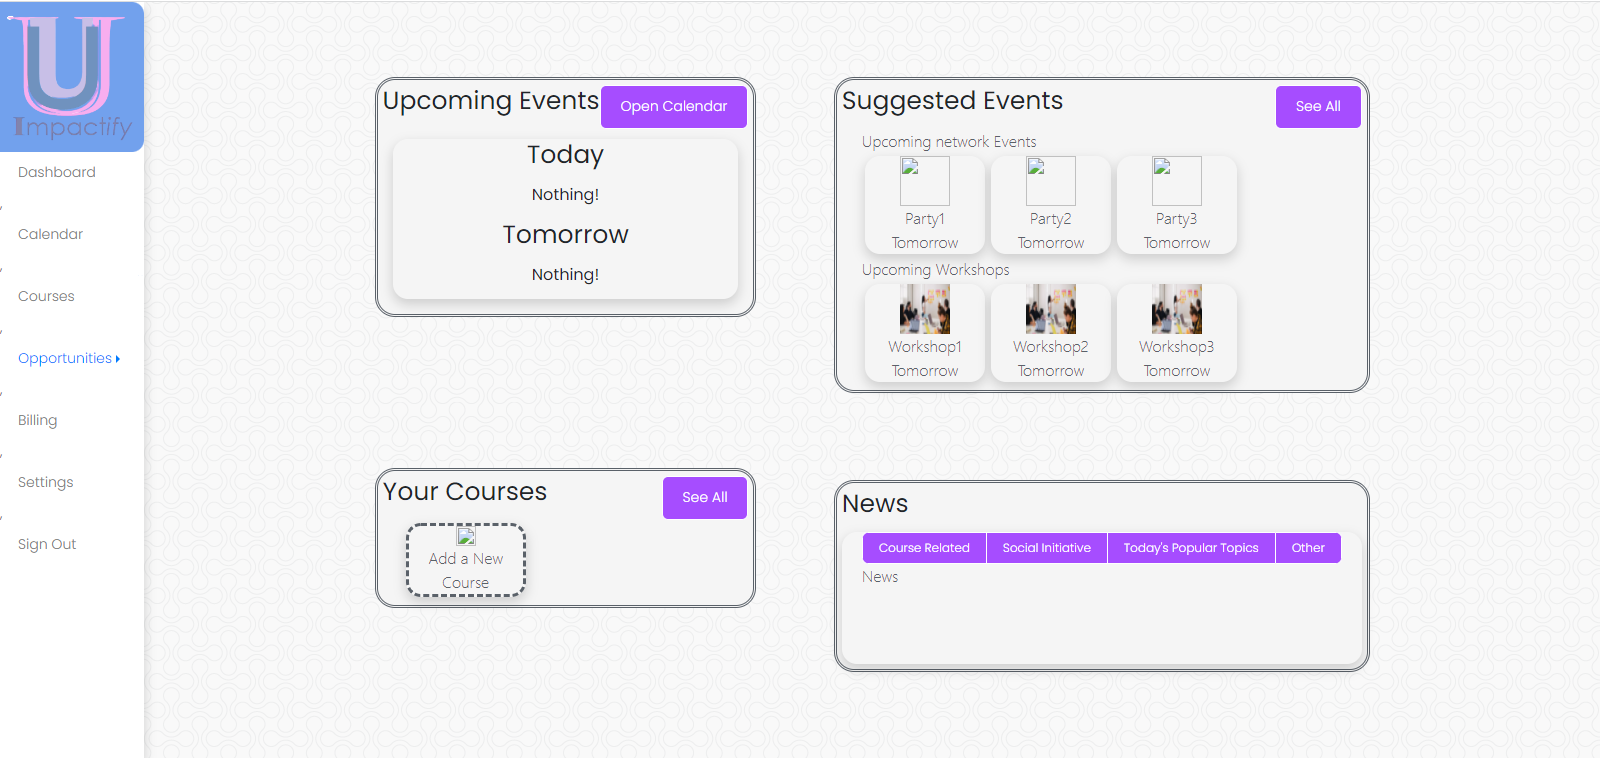 U
Impactify
Dashboard
Calendar
Courses
Opportunities
Billing
Settings
Sign Out
Upcoming Events
Open Calendar
Today
Nothing!
Tomorrow
Nothing!
Suggested Events
See All
Upcoming network Events
Party1
Tomorrow
Party2
Tomorrow
Party3
Tomorrow
Upcoming Workshops
Workshop1
Tomorrow
Workshop2
Tomorrow
Workshop3
Tomorrow
Your Courses
See All
Add a New
Course
News
Course Related
Social Initiative
Today's Popular Topics
Other
News